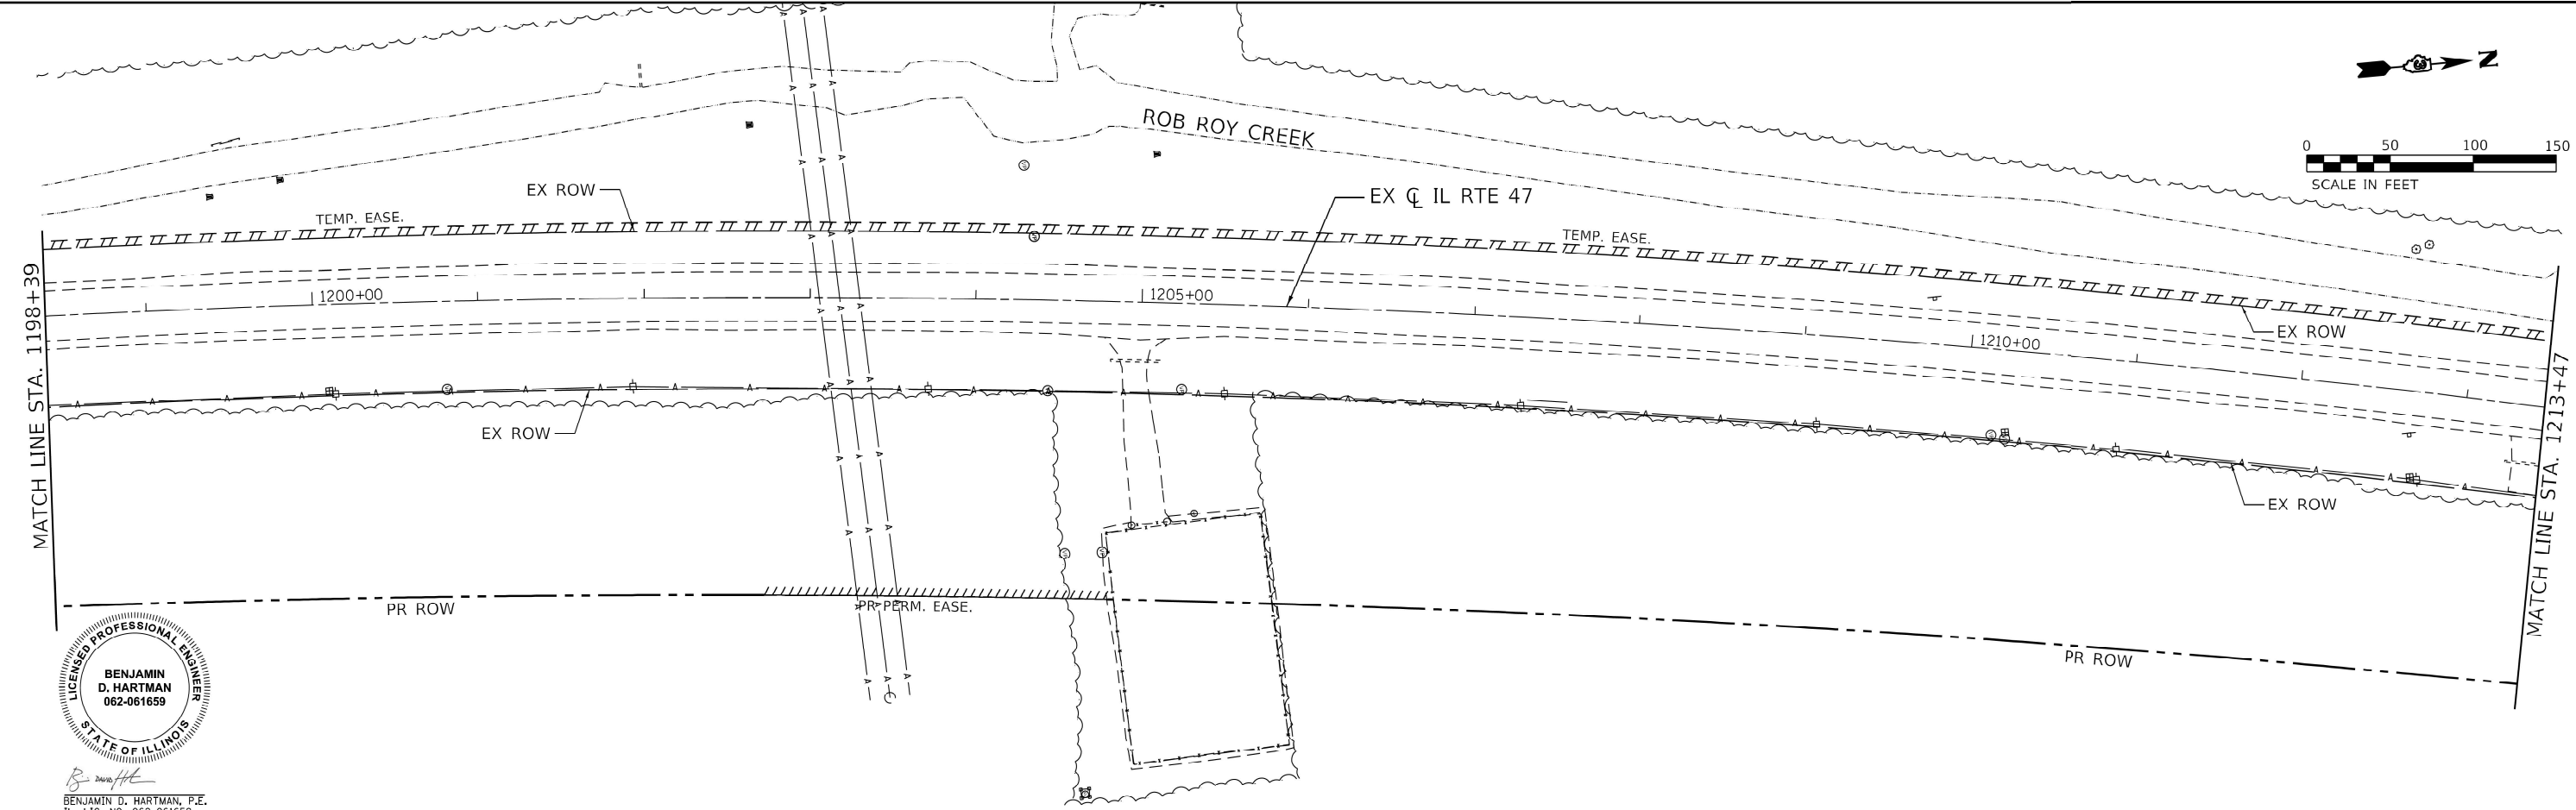 N
0 50 100 150
SCALE IN FEET
ROB ROY CREEK
EX ROW
EX ℄ IL RTE 47
TEMP. EASE.
TEMP. EASE.
1200+00
1205+00
1210+00
EX ROW
MATCH LINE STA. 1198+39
MATCH LINE STA. 1213+47
EX ROW
EX ROW
PR ROW
PR PERM. EASE.
PR ROW
LICENSED PROFESSIONAL ENGINEER
BENJAMIN
D. HARTMAN
062-061659
STATE OF ILLINOIS
BENJAMIN D. HARTMAN, P.E.